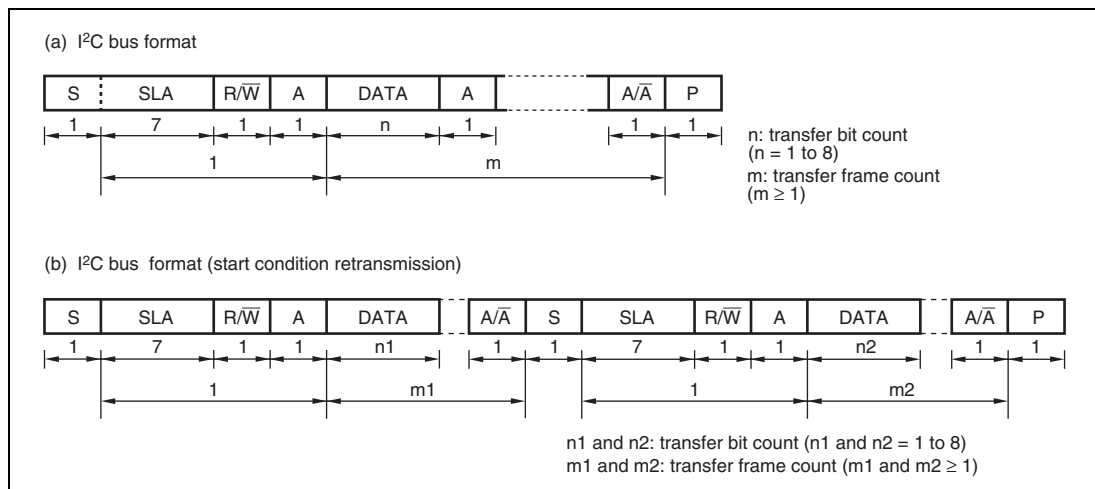 (a) I²C bus format
S SLA R/W̅ A DATA A A/A̅ P
1 7 1 1 n 1 1 1
1 m
n: transfer bit count
(n = 1 to 8)
m: transfer frame count
(m ≥ 1)
(b) I²C bus format (start condition retransmission)
S SLA R/W̅ A DATA A/A̅ S SLA R/W̅ A DATA A/A̅ P
1 7 1 1 n1 1 1 7 1 1 n2 1 1
1 m1 1 m2
n1 and n2: transfer bit count (n1 and n2 = 1 to 8)
m1 and m2: transfer frame count (m1 and m2 ≥ 1)